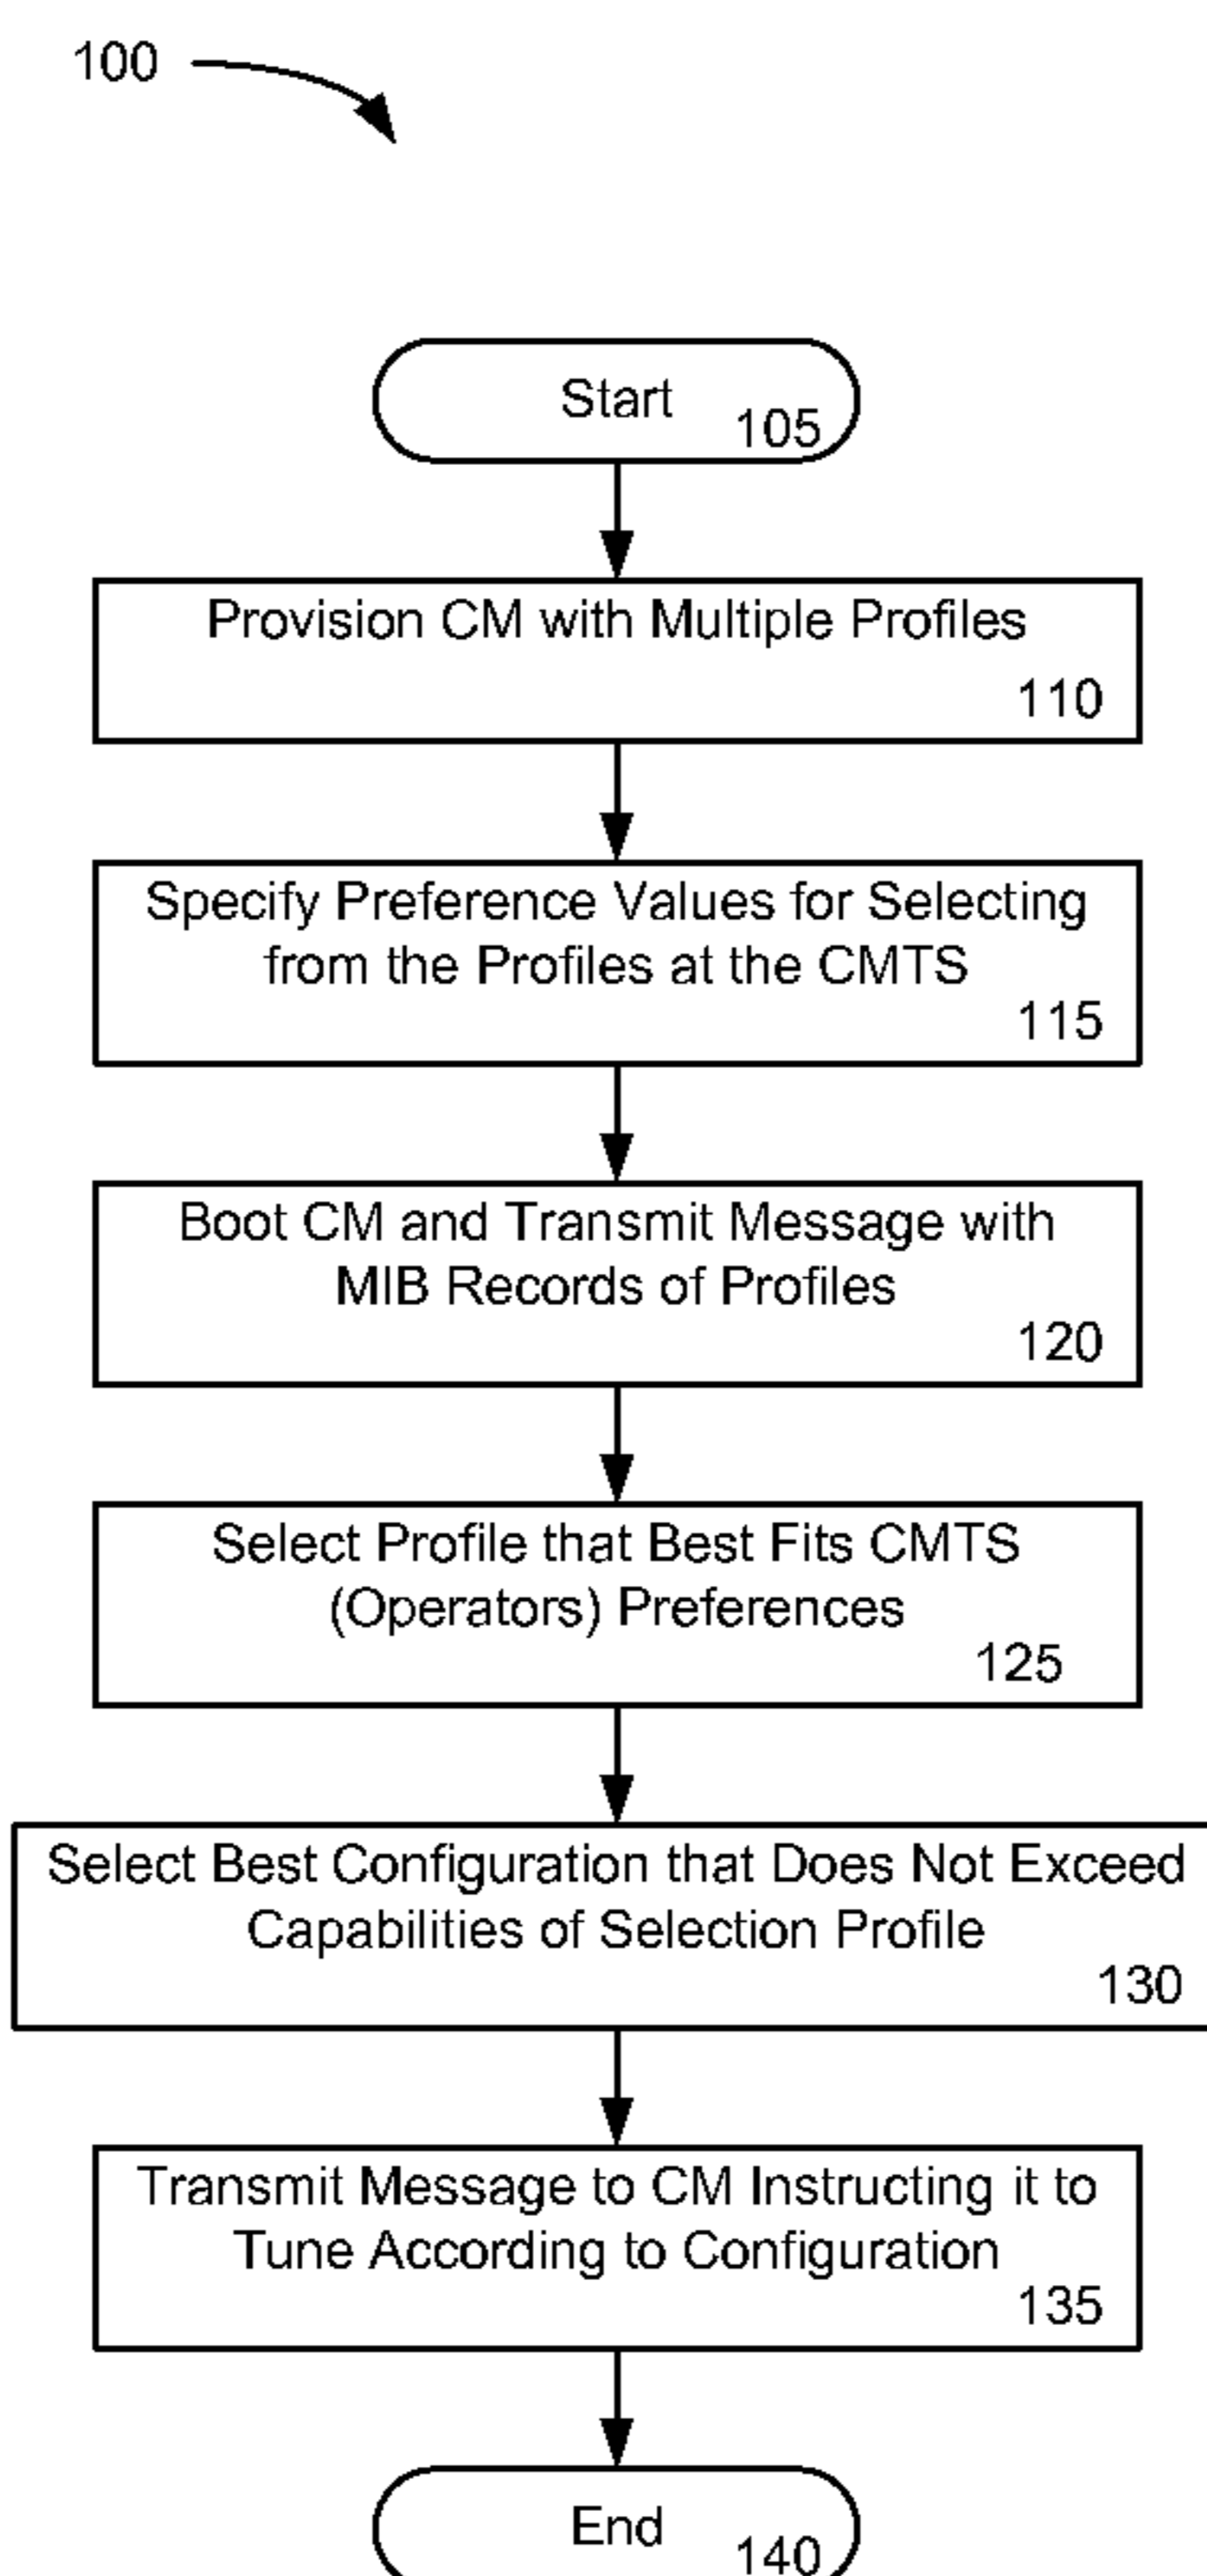 100
Start
105
Provision CM with Multiple Profiles
110
Specify Preference Values for Selecting
from the Profiles at the CMTS
115
Boot CM and Transmit Message with
MIB Records of Profiles
120
Select Profile that Best Fits CMTS
(Operators) Preferences
125
Select Best Configuration that Does Not Exceed
Capabilities of Selection Profile
130
Transmit Message to CM Instructing it to
Tune According to Configuration
135
End
140